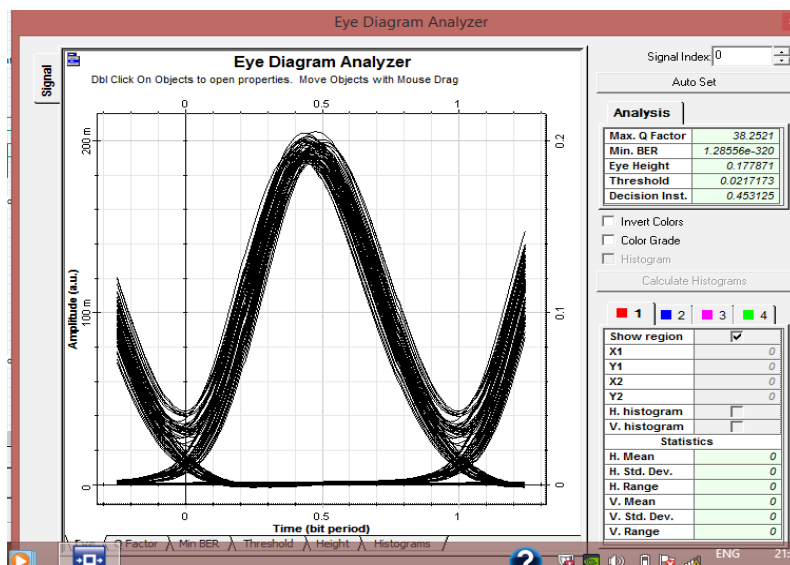 Eye Diagram Analyzer
Signal
Eye Diagram Analyzer
Dbl Click On Objects to open properties.  Move Objects with Mouse Drag
0 0.5 1
Amplitude (a.u.)
200 m
100 m
0
0.2
0.1
0
0 0.5 1
Time (bit period)
Q Factor Min BER Threshold Height Histograms
Signal Index: 0
Auto Set
Analysis
Max. Q Factor 38.2521
Min. BER 1.28556e-320
Eye Height 0.177871
Threshold 0.0217173
Decision Inst. 0.453125
Invert Colors
Color Grade
Histogram
Calculate Histograms
1 2 3 4
Show region
X1 0
Y1 0
X2 0
Y2 0
H. histogram
V. histogram
Statistics
H. Mean 0
H. Std. Dev. 0
H. Range 0
V. Mean 0
V. Std. Dev. 0
V. Range 0
ENG